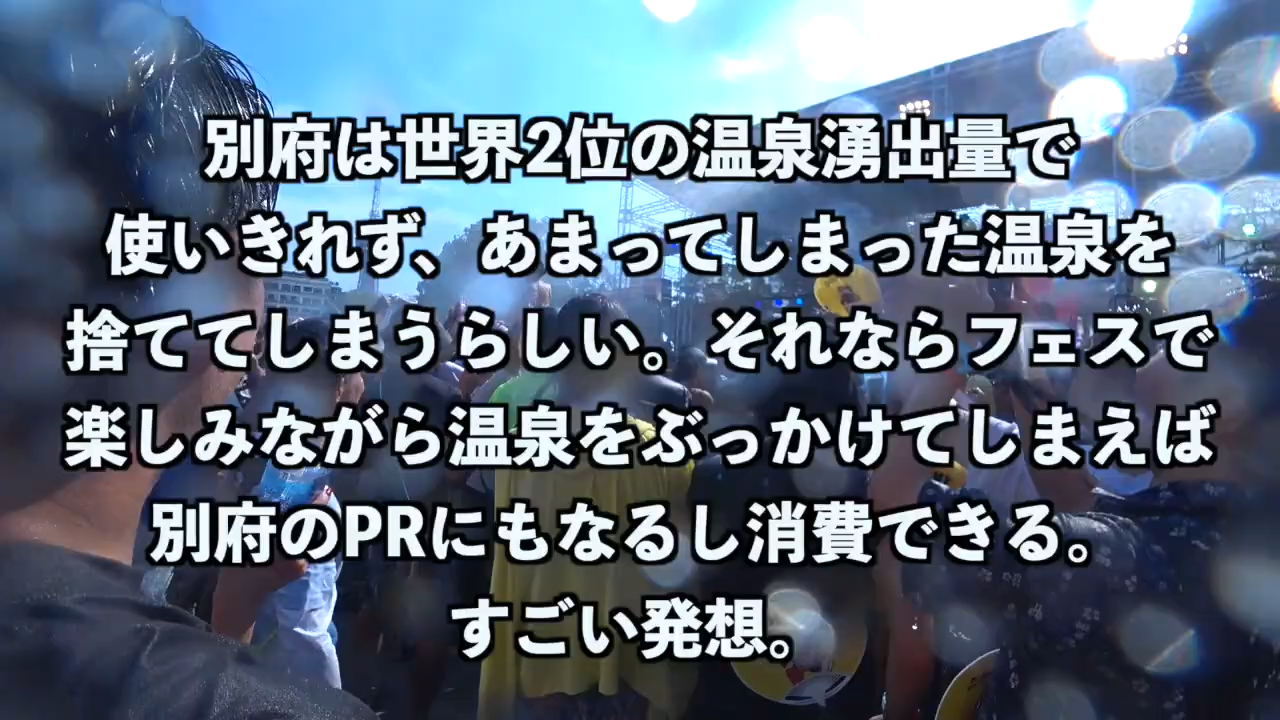 別府は世界2位の温泉湧出量で
使いきれず、あまってしまった温泉を
捨ててしまうらしい。それならフェスで
楽しみながら温泉をぶっかけてしまえば
別府のPRにもなるし消費できる。
すごい発想。